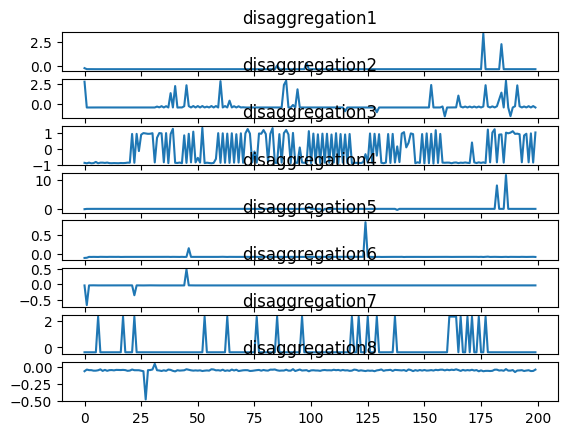 disaggregation1
2.5
0.0
disaggregation2
2.5
0.0
disaggregation3
1
0
−1
disaggregation4
10
0
disaggregation5
0.5
0.0
disaggregation6
0.5
0.0
−0.5
disaggregation7
2
0
disaggregation8
0.00
−0.25
−0.50
0 25 50 75 100 125 150 175 200